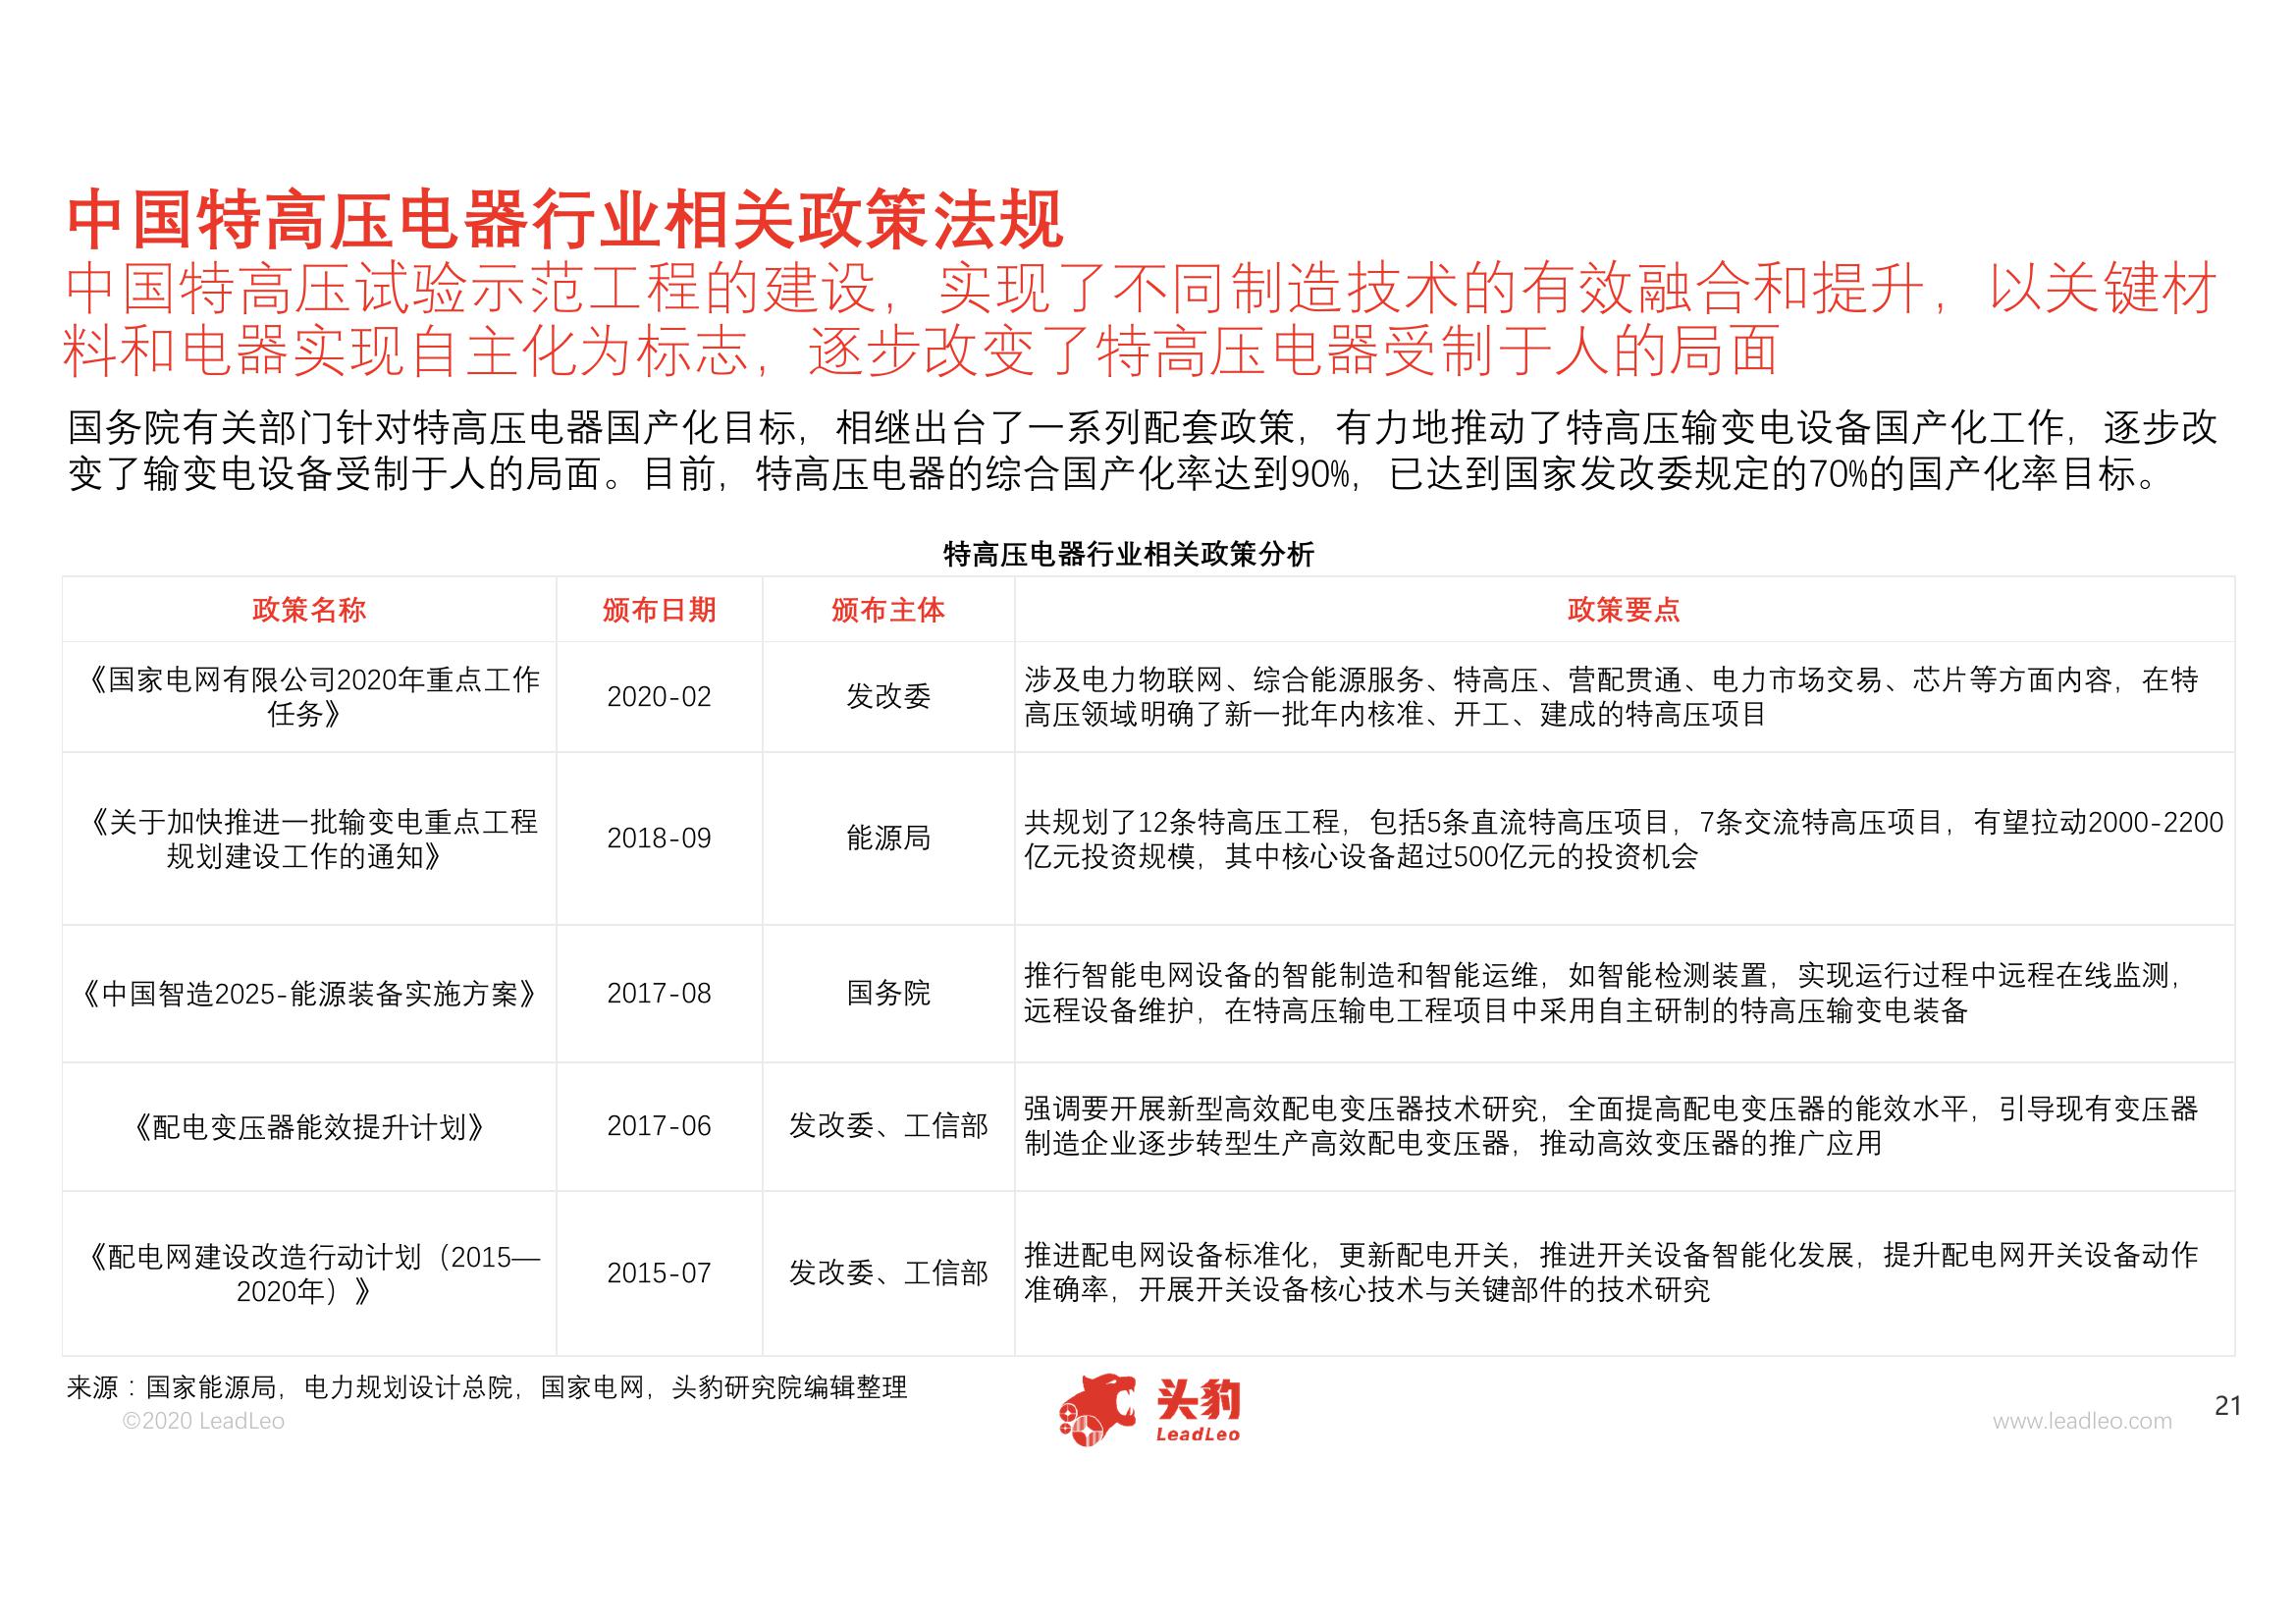 中国特高压电器行业相关政策法规
中国特高压试验示范工程的建设，实现了不同制造技术的有效融合和提升，以关键材
料和电器实现自主化为标志，逐步改变了特高压电器受制于人的局面
国务院有关部门针对特高压电器国产化目标，相继出台了一系列配套政策，有力地推动了特高压输变电设备国产化工作，逐步改
变了输变电设备受制于人的局面。目前，特高压电器的综合国产化率达到90%，已达到国家发改委规定的70%的国产化率目标。
特高压电器行业相关政策分析
政策名称 颁布日期 颁布主体 政策要点
《国家电网有限公司2020年重点工作
任务》
2020-02
发改委
涉及电力物联网、综合能源服务、特高压、营配贯通、电力市场交易、芯片等方面内容，在特
高压领域明确了新一批年内核准、开工、建成的特高压项目
《关于加快推进一批输变电重点工程
规划建设工作的通知》
2018-09
能源局
共规划了12条特高压工程，包括5条直流特高压项目，7条交流特高压项目，有望拉动2000-2200
亿元投资规模，其中核心设备超过500亿元的投资机会
《中国智造2025-能源装备实施方案》
2017-08
国务院
推行智能电网设备的智能制造和智能运维，如智能检测装置，实现运行过程中远程在线监测，
远程设备维护，在特高压输电工程项目中采用自主研制的特高压输变电装备
《配电变压器能效提升计划》
2017-06
发改委、工信部
强调要开展新型高效配电变压器技术研究，全面提高配电变压器的能效水平，引导现有变压器
制造企业逐步转型生产高效配电变压器，推动高效变压器的推广应用
《配电网建设改造行动计划（2015—
2020年）》
2015-07
发改委、工信部
推进配电网设备标准化，更新配电开关，推进开关设备智能化发展，提升配电网开关设备动作
准确率，开展开关设备核心技术与关键部件的技术研究
来源：国家能源局，电力规划设计总院，国家电网，头豹研究院编辑整理
©2020 LeadLeo
头豹
LeadLeo
www.leadleo.com
21